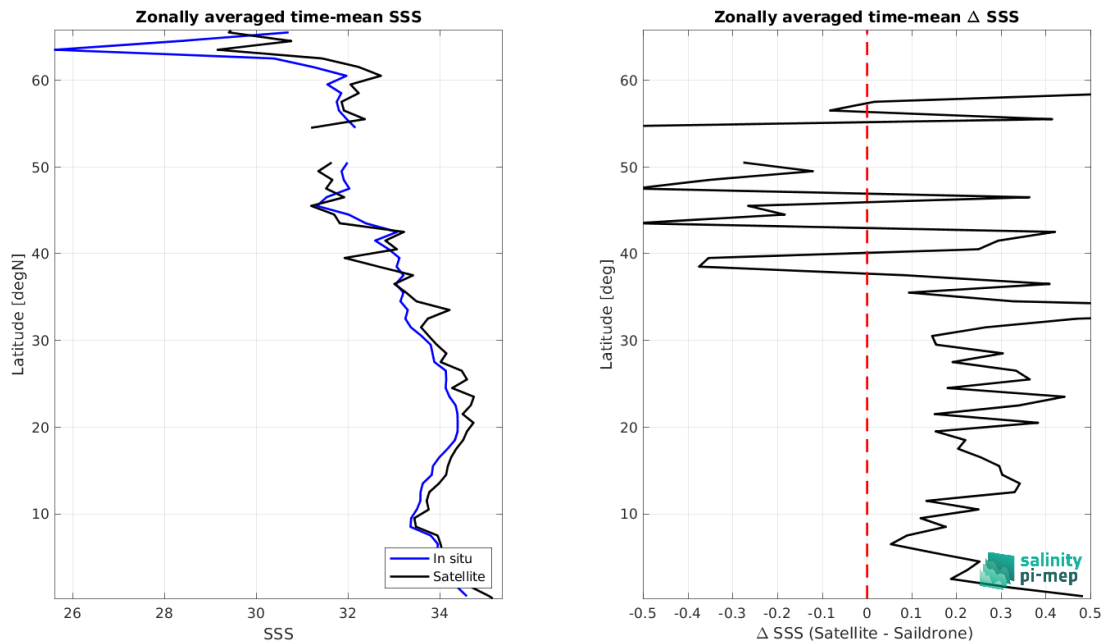 Zonally averaged time-mean SSS
60
50
40
30
20
10
26
28
30
32
34
Latitude [degN]
SSS
In situ
Satellite
Zonally averaged time-mean Δ SSS
60
50
40
30
20
10
-0.5
-0.4
-0.3
-0.2
-0.1
0
0.1
0.2
0.3
0.4
0.5
Latitude [deg]
Δ SSS (Satellite - Saildrone)
salinity
pi-mep